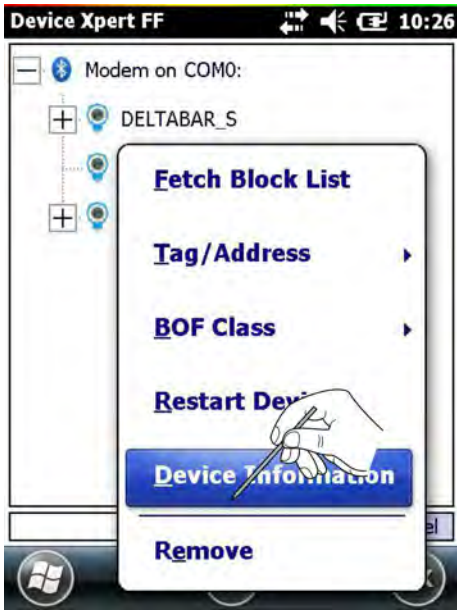 Device Xpert FF 10:26
Modem on COM0:
DELTABAR_S
Fetch Block List
Tag/Address
BOF Class
Restart
Device Information
Remove